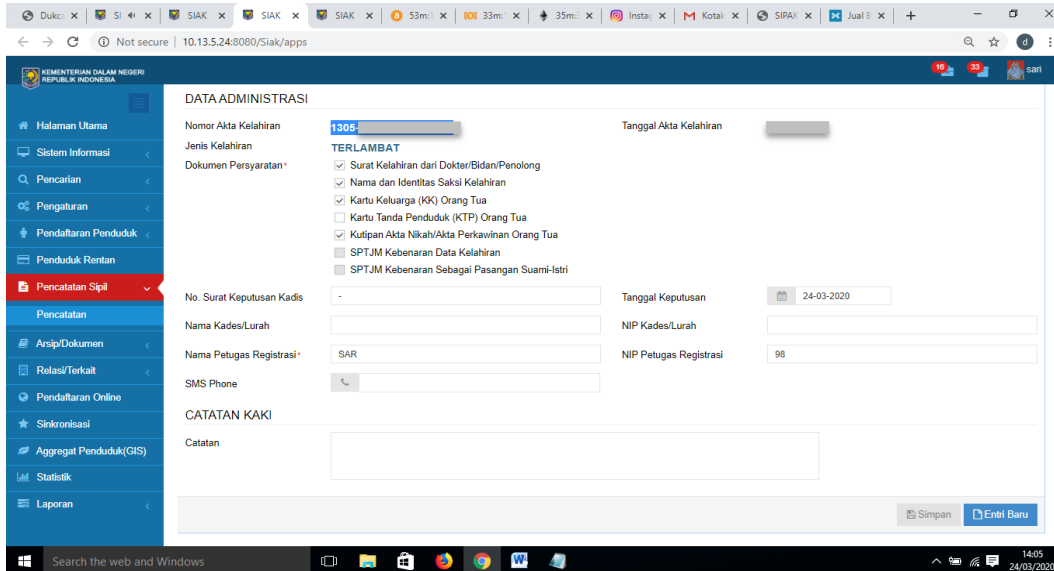 Dukca SI SIAK SIAK SIAK 53m: 33m: 35m: Instag Kotak SIPAK Jual B
Not secure | 10.13.5.24:8080/Siak/apps d
KEMENTERIAN DALAM NEGERI
REPUBLIK INDONESIA
16 33 sari
DATA ADMINISTRASI
Nomor Akta Kelahiran 1305- Tanggal Akta Kelahiran
Jenis Kelahiran TERLAMBAT
Dokumen Persyaratan* Surat Kelahiran dari Dokter/Bidan/Penolong
Nama dan Identitas Saksi Kelahiran
Kartu Keluarga (KK) Orang Tua
Kartu Tanda Penduduk (KTP) Orang Tua
Kutipan Akta Nikah/Akta Perkawinan Orang Tua
SPTJM Kebenaran Data Kelahiran
SPTJM Kebenaran Sebagai Pasangan Suami-Istri
No. Surat Keputusan Kadis - Tanggal Keputusan 24-03-2020
Nama Kades/Lurah NIP Kades/Lurah
Nama Petugas Registrasi* SAR NIP Petugas Registrasi 98
SMS Phone
CATATAN KAKI
Catatan
Simpan Entri Baru
Halaman Utama
Sistem Informasi
Pencarian
Pengaturan
Pendaftaran Penduduk
Penduduk Rentan
Pencatatan Sipil
Pencatatan
Arsip/Dokumen
Relasi/Terkait
Pendaftaran Online
Sinkronisasi
Aggregat Penduduk(GIS)
Statistik
Laporan
Search the web and Windows
14:05
24/03/2020